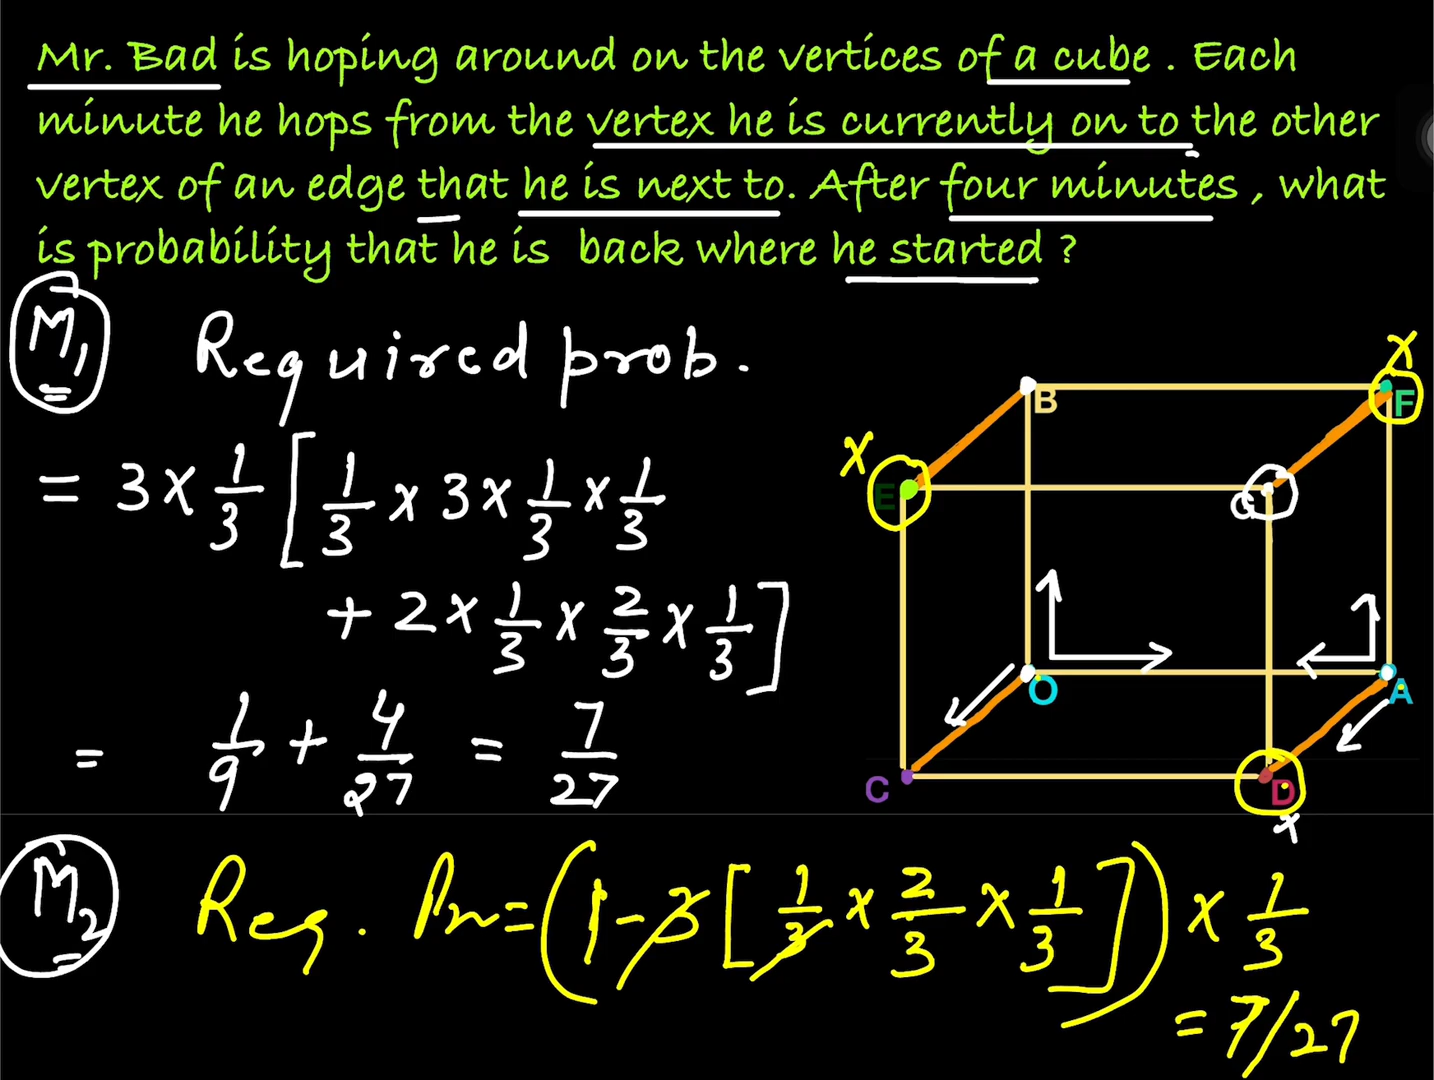 Mr. Bad is hoping around on the vertices of a cube . Each
minute he hops from the vertex he is currently on to the other
vertex of an edge that he is next to. After four minutes , what
is probability that he is back where he started ?
M₁
Required prob.
= 3 × 1/3 [ 1/3 × 3 × 1/3 × 1/3
+ 2 × 1/3 × 2/3 × 1/3 ]
= 1/9 + 4/27 = 7/27
X
B
F
X
E
G
O
A
C
D
x
M₂
Req. Pr = (1 - 3 [ 1/3 × 2/3 × 1/3 ]) × 1/3
= 7/27